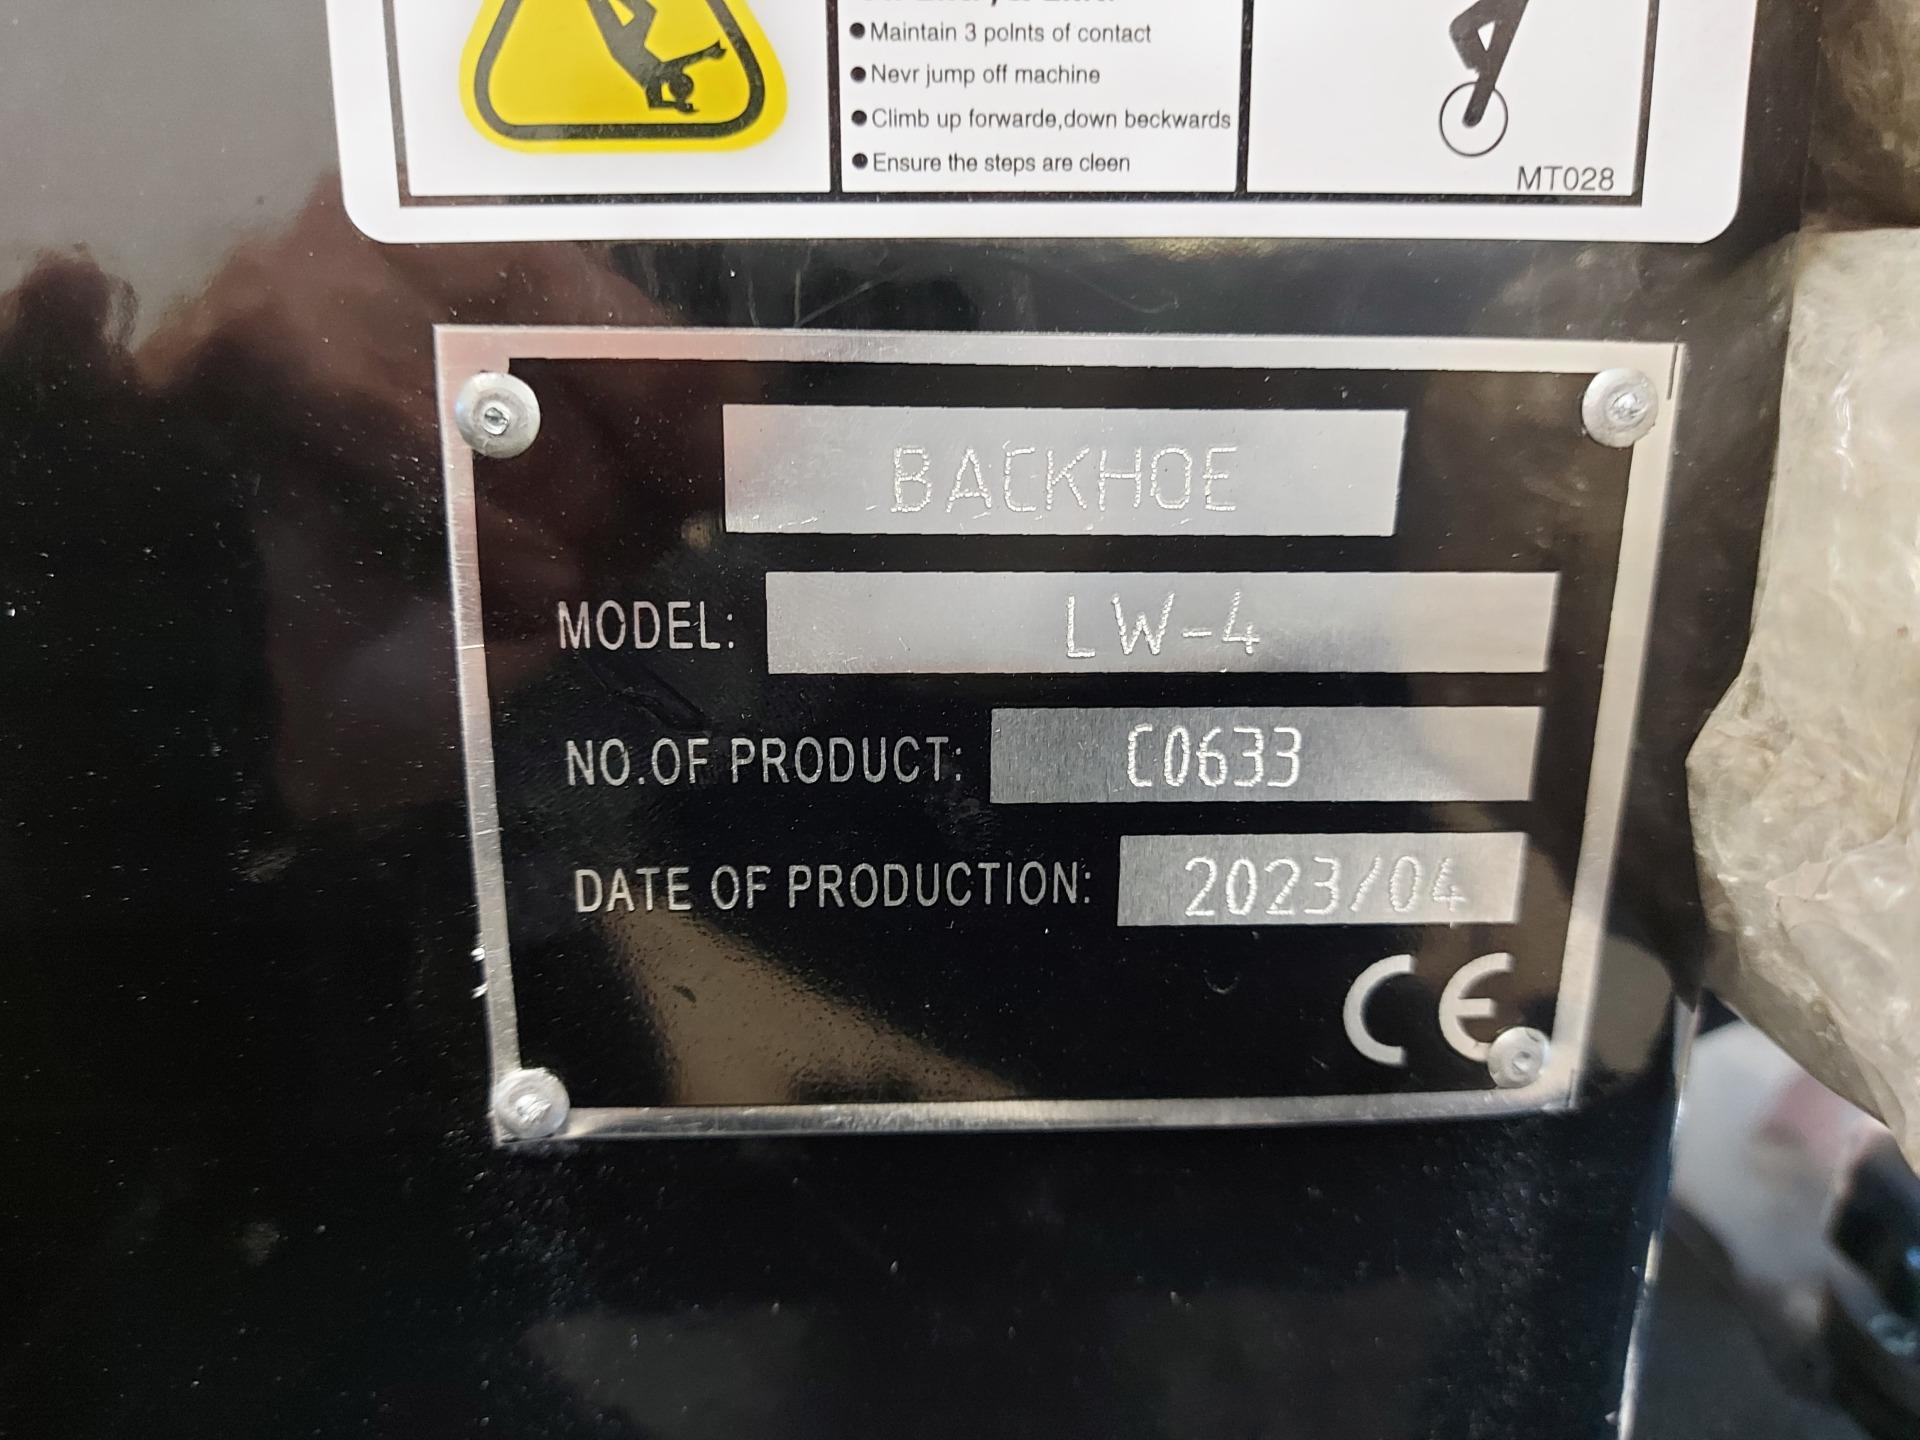 ● Maintain 3 polnts of contact
● Nevr jump off machine
● Climb up forwarde,down beckwards
● Ensure the steps are cleen
MT028
BACKHOE
MODEL: LW-4
NO.OF PRODUCT: C0633
DATE OF PRODUCTION: 2023/04
CE